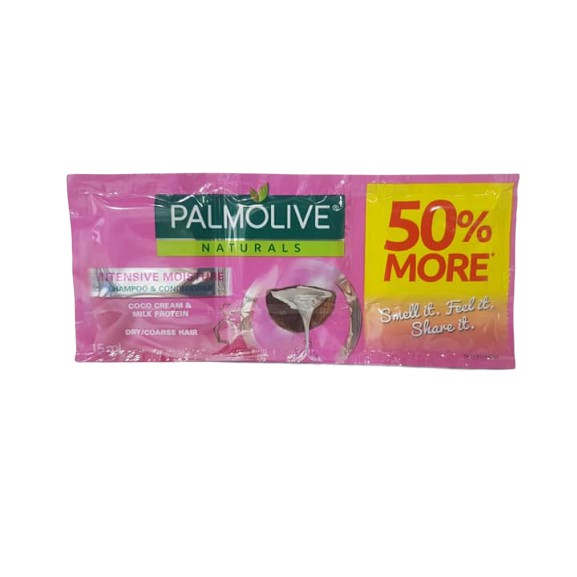 PALMOLIVE®
NATURALS
INTENSIVE MOISTURE
SHAMPOO & CONDITIONER
COCO CREAM &
MILK PROTEIN
DRY/COARSE HAIR
15 ml
50%
MORE*
Smell it. Feel it.
Share it.